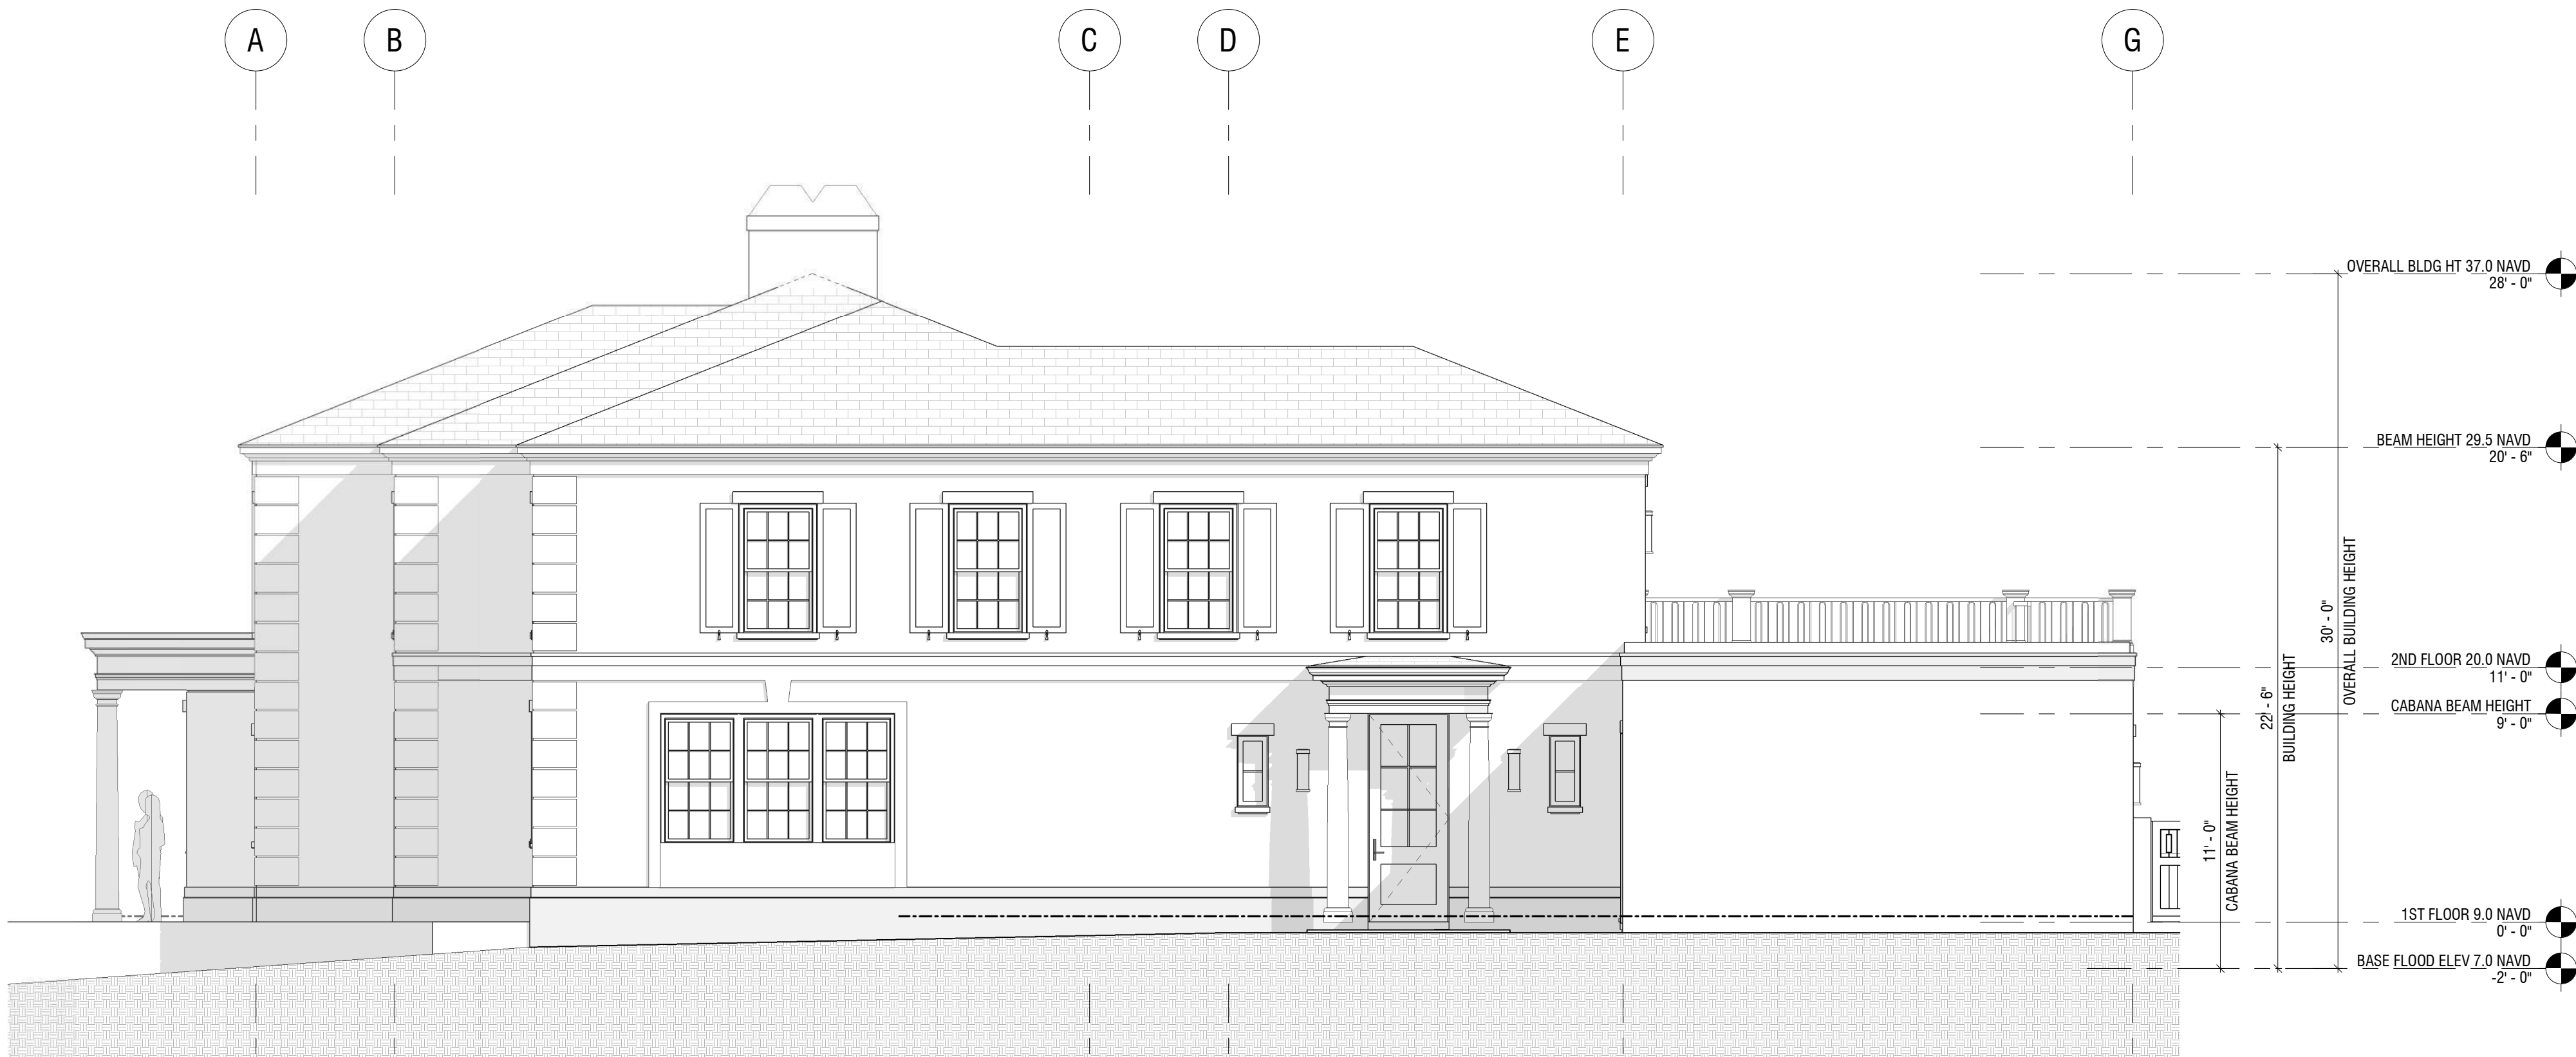 A
B
C
D
E
G
OVERALL BLDG HT 37.0 NAVD
28' - 0"
BEAM HEIGHT 29.5 NAVD
20' - 6"
2ND FLOOR 20.0 NAVD
11' - 0"
CABANA BEAM HEIGHT
9' - 0"
1ST FLOOR 9.0 NAVD
0' - 0"
BASE FLOOD ELEV 7.0 NAVD
-2' - 0"
11' - 0"
CABANA BEAM HEIGHT
22' - 6"
BUILDING HEIGHT
30' - 0"
OVERALL BUILDING HEIGHT